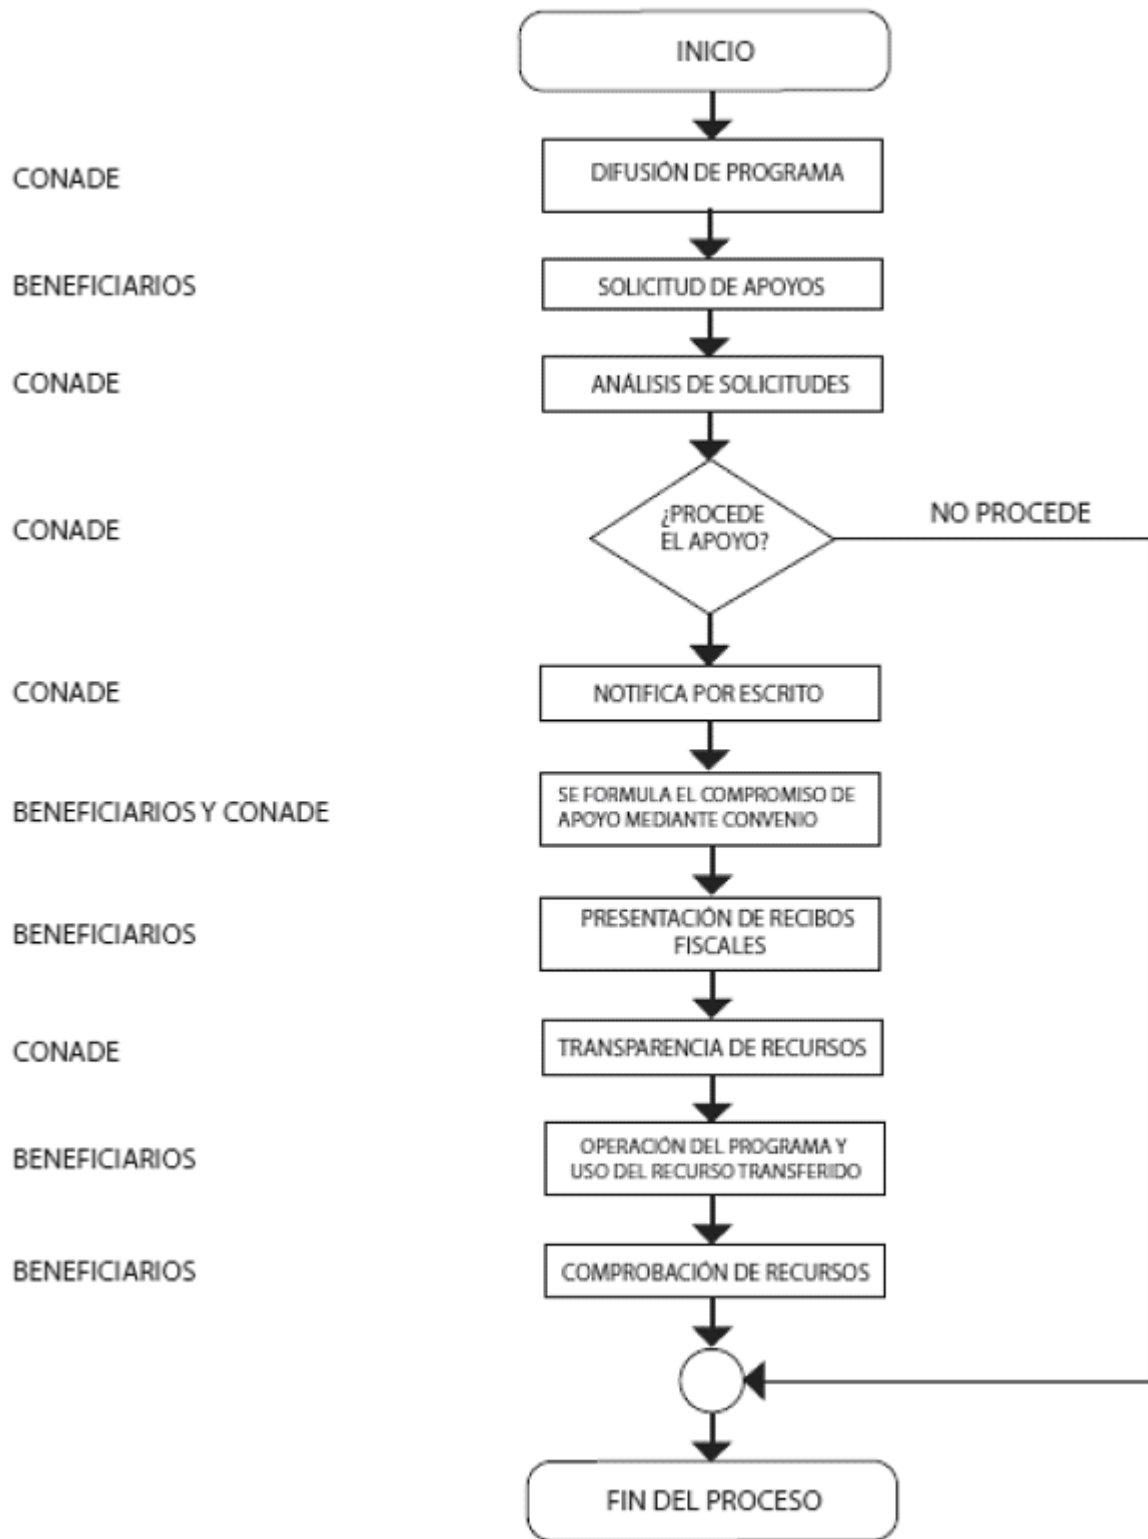 INICIO
CONADE
DIFUSIÓN DE PROGRAMA
BENEFICIARIOS
SOLICITUD DE APOYOS
CONADE
ANÁLISIS DE SOLICITUDES
CONADE
¿PROCEDE
EL APOYO?
NO PROCEDE
CONADE
NOTIFICA POR ESCRITO
BENEFICIARIOS Y CONADE
SE FORMULA EL COMPROMISO DE
APOYO MEDIANTE CONVENIO
BENEFICIARIOS
PRESENTACIÓN DE RECIBOS
FISCALES
CONADE
TRANSPARENCIA DE RECURSOS
BENEFICIARIOS
OPERACIÓN DEL PROGRAMA Y
USO DEL RECURSO TRANSFERIDO
BENEFICIARIOS
COMPROBACIÓN DE RECURSOS
FIN DEL PROCESO